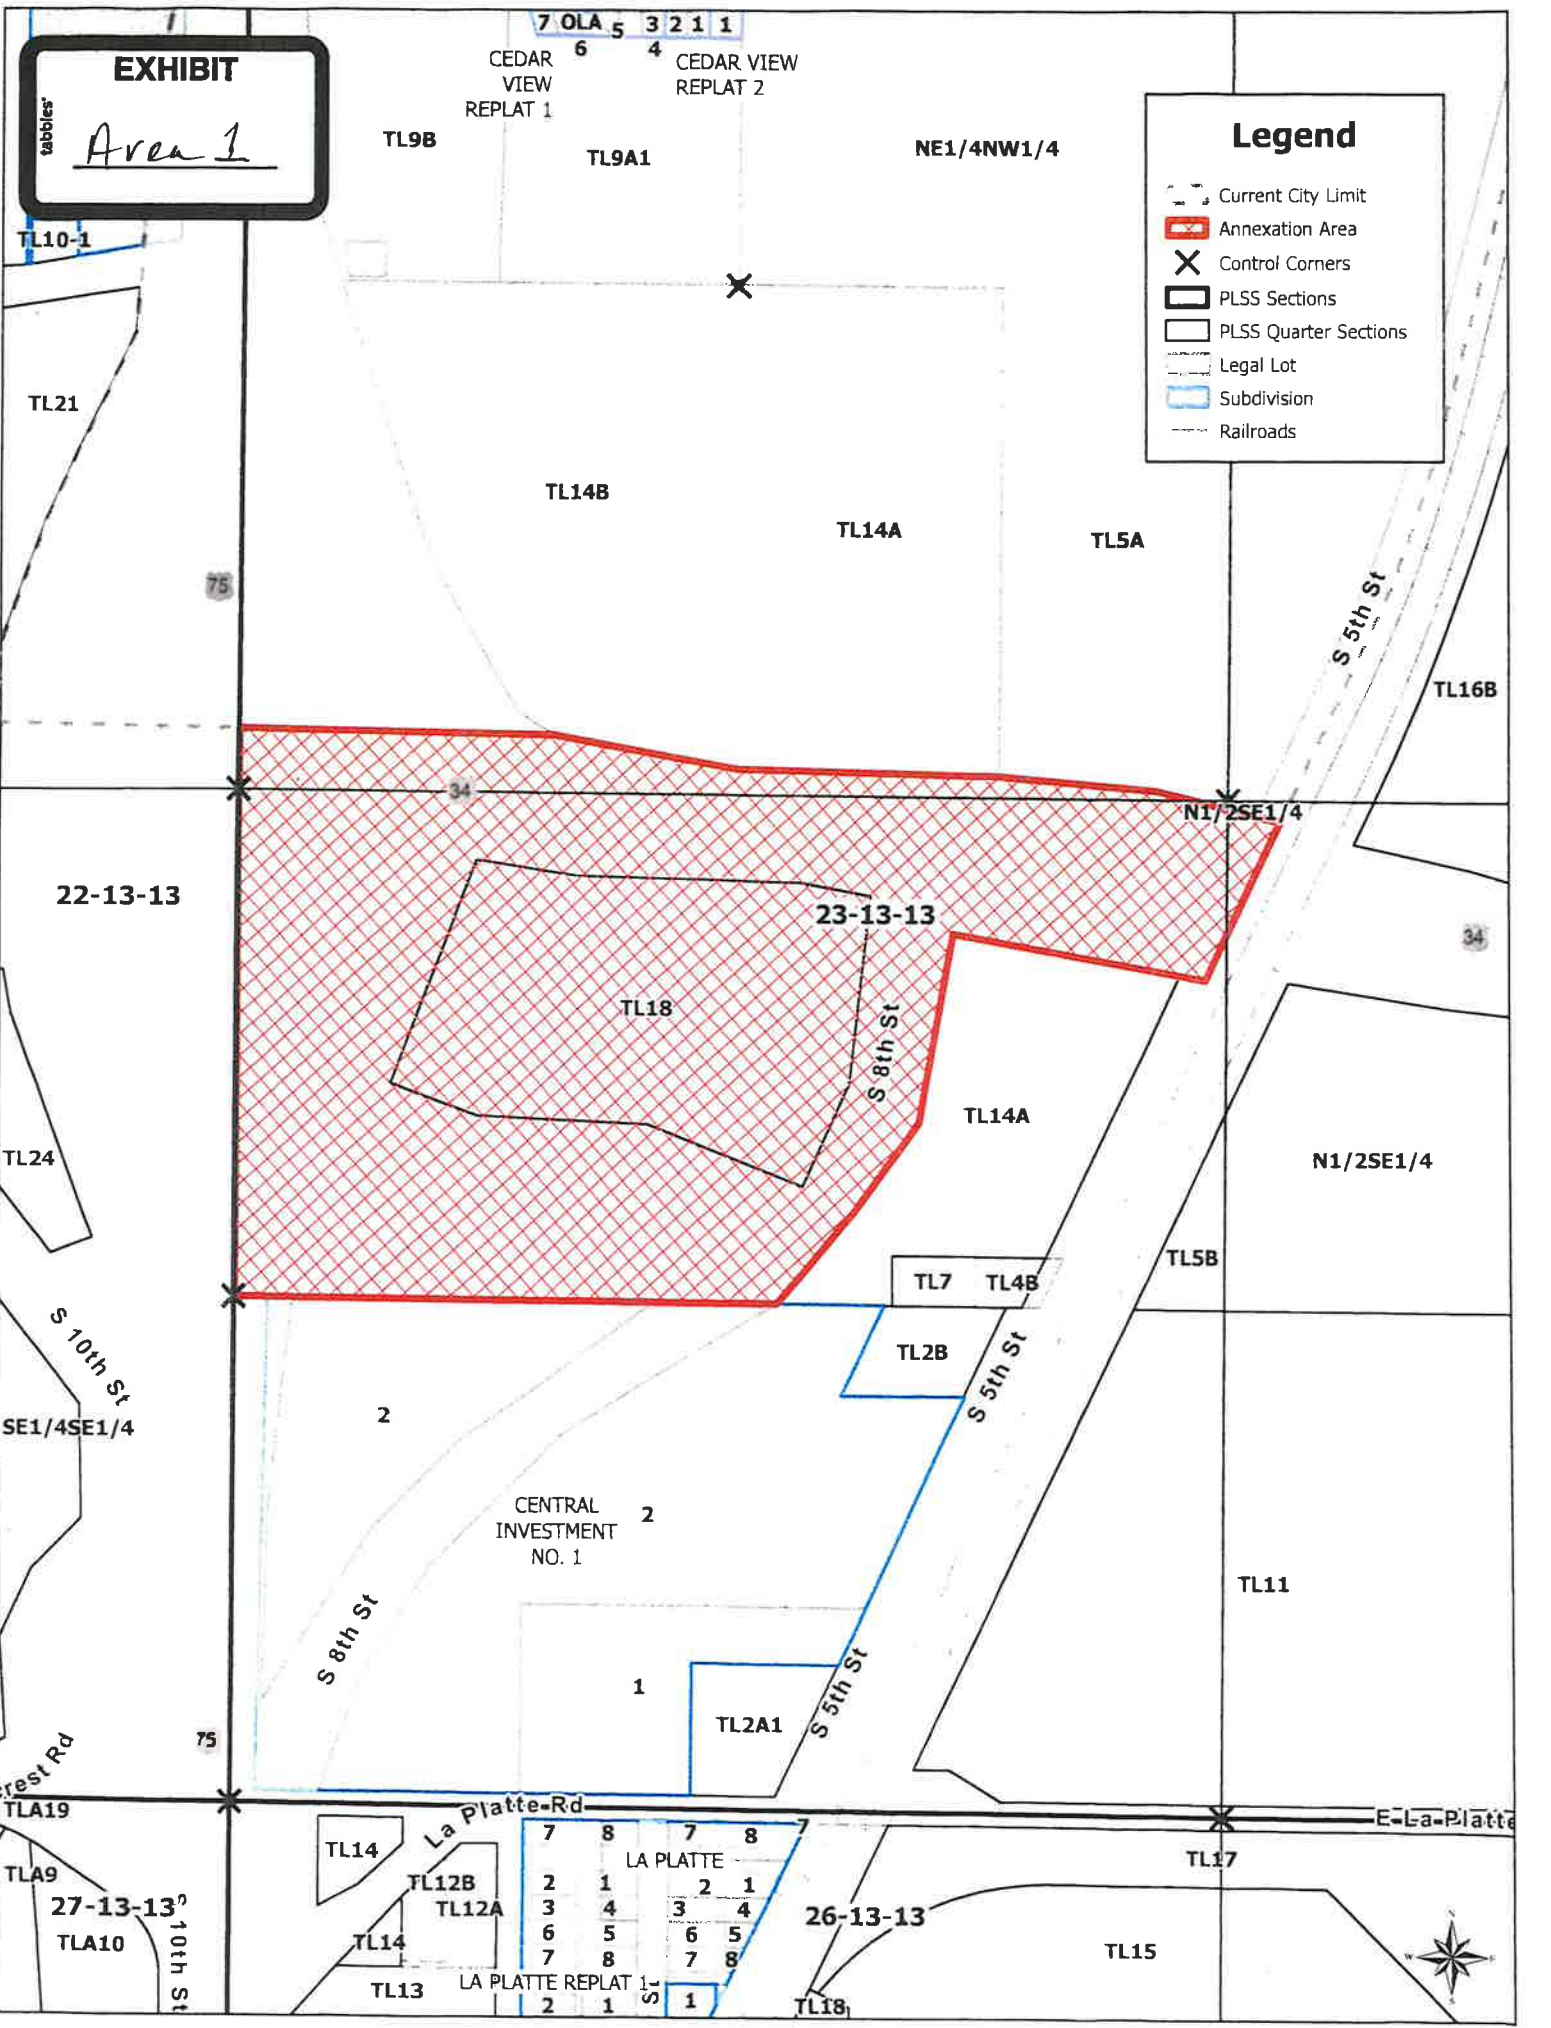 7 OLA 5 3 2 1 1
6 4
EXHIBIT
tabbies'
Area 1
CEDAR
VIEW
REPLAT 1
CEDAR VIEW
REPLAT 2
TL9B
TL9A1
NE1/4NW1/4
Legend
Current City Limit
Annexation Area
Control Corners
PLSS Sections
PLSS Quarter Sections
Legal Lot
Subdivision
Railroads
TL10-1
TL21
TL14B
TL14A
TL5A
75
S 5th St
TL16B
34
N1/2SE1/4
22-13-13
23-13-13
34
TL18
S 8th St
TL14A
TL24
N1/2SE1/4
TL5B
TL7
TL4B
S 10th St
TL2B
S 5th St
2
SE1/4SE1/4
CENTRAL
INVESTMENT
NO. 1
2
TL11
S 8th St
1
S 5th St
TL2A1
75
crest Rd
TLA19
La Platte Rd
E La Platte
TL14
7 8 7 8 7
LA PLATTE
TL17
TLA9
TL12B
2 1 2 1
27-13-13
TL12A
3 4 3 4
26-13-13
S 10th St
TLA10
TL14
6 5 6 5
7 8 7 8
TL15
TL13
LA PLATTE REPLAT 1
St
2 1 1
TL18
N
W E
S